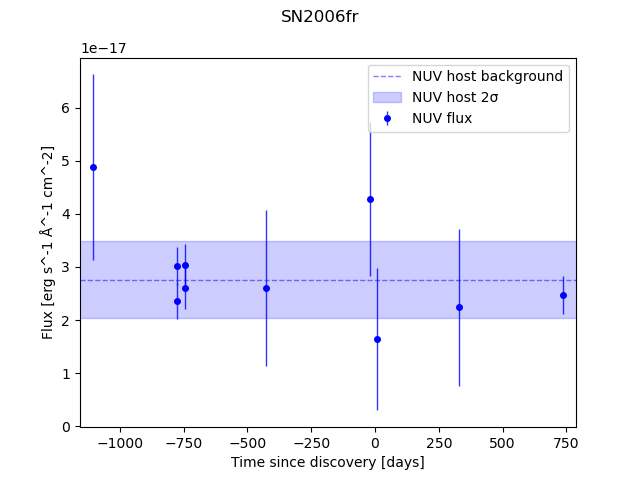 SN2006fr
1e−17
NUV host background
NUV host 2σ
NUV flux
Flux [erg s^-1 Å^-1 cm^-2]
6
5
4
3
2
1
0
−1000 −750 −500 −250 0 250 500 750
Time since discovery [days]